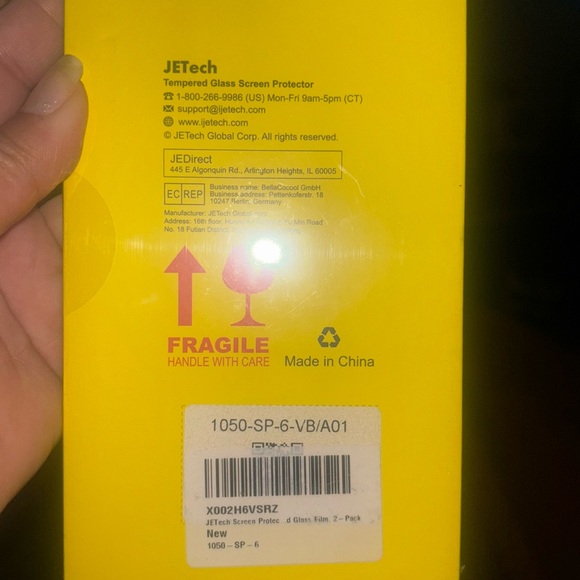 JETech
Tempered Glass Screen Protector
1-800-266-9986 (US) Mon-Fri 9am-5pm (CT)
support@ijetech.com
www.ijetech.com
© JETech Global Corp. All rights reserved.
JEDirect
445 E Algonquin Rd., Arlington Heights, IL 60005
EC REP
Business name: BellaCocool GmbH
Business address: Pettenkoferstr. 18
10247 Berlin, Germany
Manufacturer: JETech Global
Address: 16th floor, Min Road
No. 18 Futian District
FRAGILE
HANDLE WITH CARE
Made in China
1050-SP-6-VB/A01
X002H6VSRZ
JETech Screen Protec ..d Glass Film, 2-Pack
New
1050-SP-6